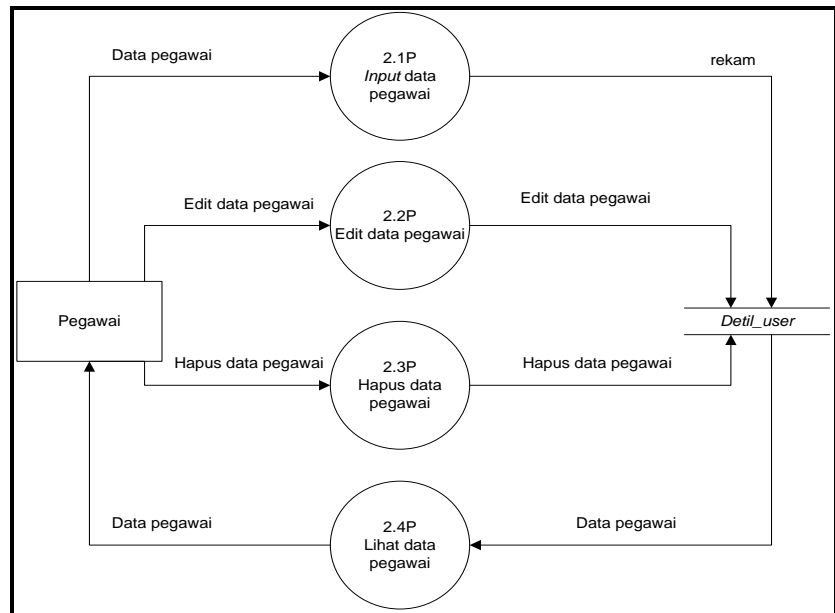 Data pegawai
2.1P
Input data
pegawai
rekam
Edit data pegawai
2.2P
Edit data pegawai
Edit data pegawai
Pegawai
Detil_user
Hapus data pegawai
2.3P
Hapus data
pegawai
Hapus data pegawai
Data pegawai
2.4P
Lihat data
pegawai
Data pegawai